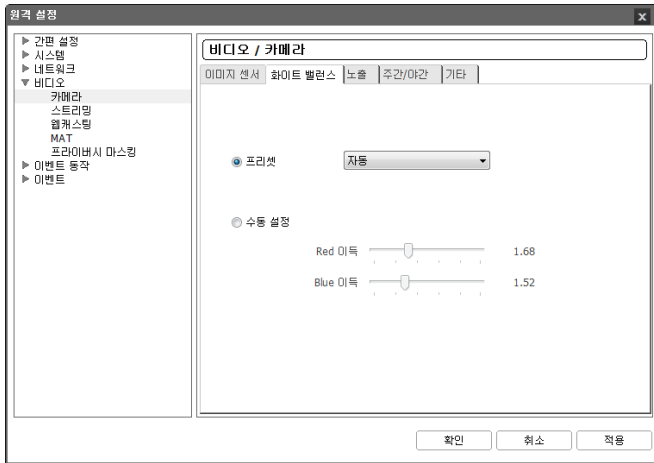 원격 설정
간편 설정
시스템
네트워크
비디오
카메라
스트리밍
웹캐스팅
MAT
프라이버시 마스킹
이벤트 동작
이벤트
비디오 / 카메라
이미지 센서 화이트 밸런스 노출 주간/야간 기타
프리셋 자동
수동 설정
Red 이득 1.68
Blue 이득 1.52
확인 취소 적용